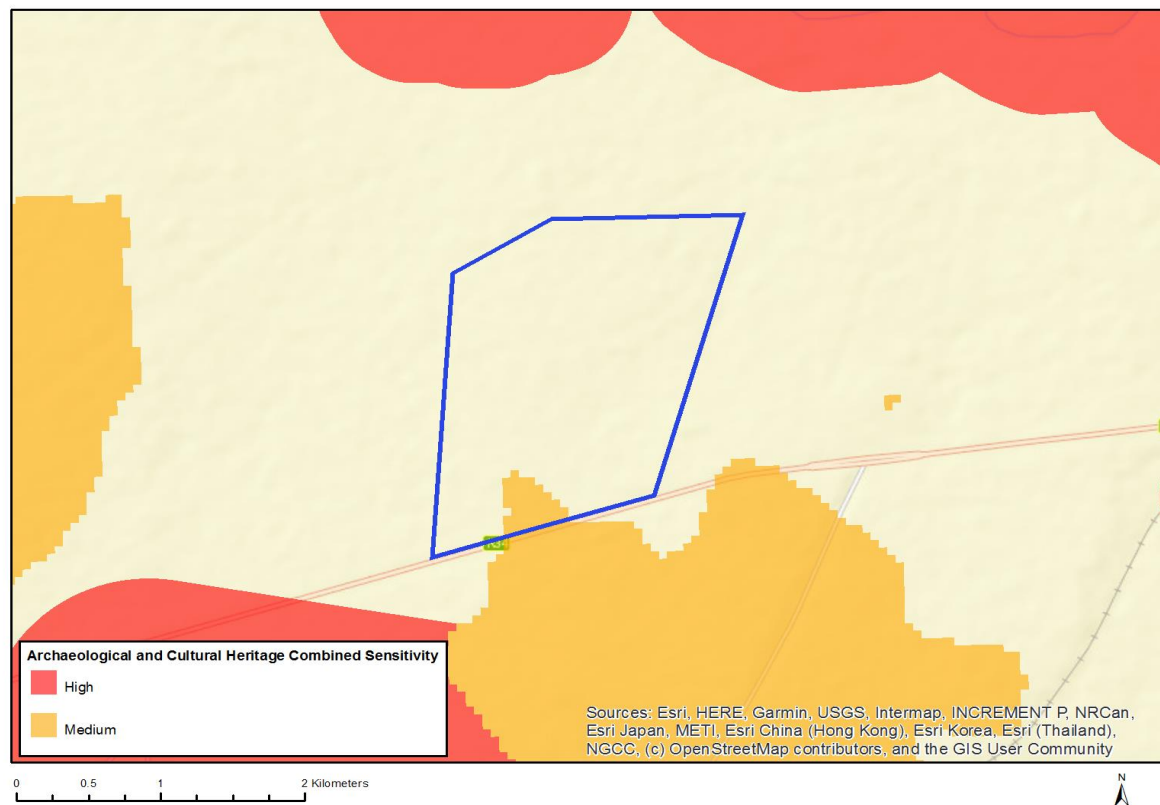 Archaeological and Cultural Heritage Combined Sensitivity
High
Medium
Sources: Esri, HERE, Garmin, USGS, Intermap, INCREMENT P, NRCan,
Esri Japan, METI, Esri China (Hong Kong), Esri Korea, Esri (Thailand),
NGCC, (c) OpenStreetMap contributors, and the GIS User Community
0 0.5 1 2 Kilometers
N